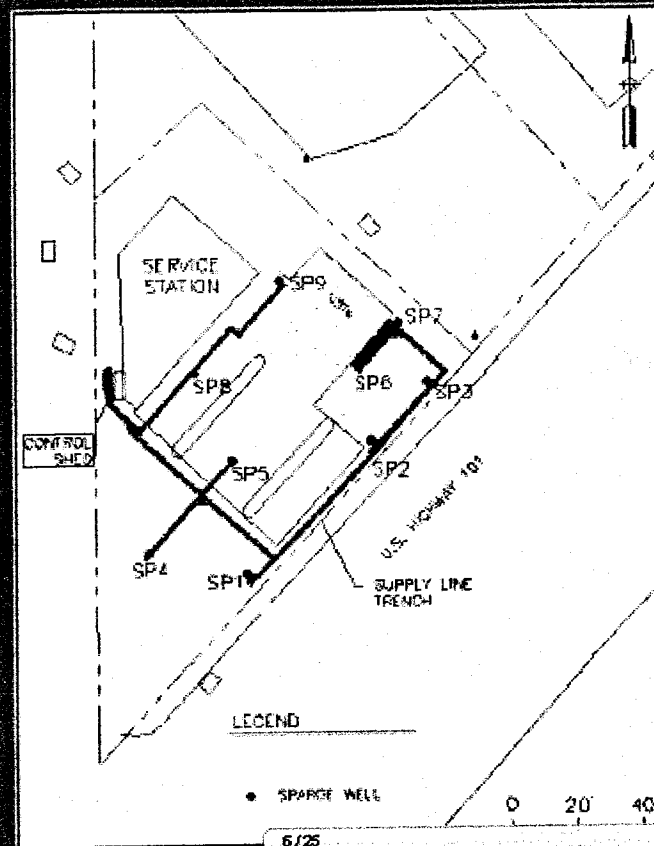 SERVICE
STATION
SP9
USTs
SP7
SP8
SP6
SP3
CONTROL
SHED
SP5
SP2
U.S. HIGHWAY 101
SP4
SP1
SUPPLY LINE
TRENCH
LEGEND
SPARGE WELL
0 20' 40
6/25